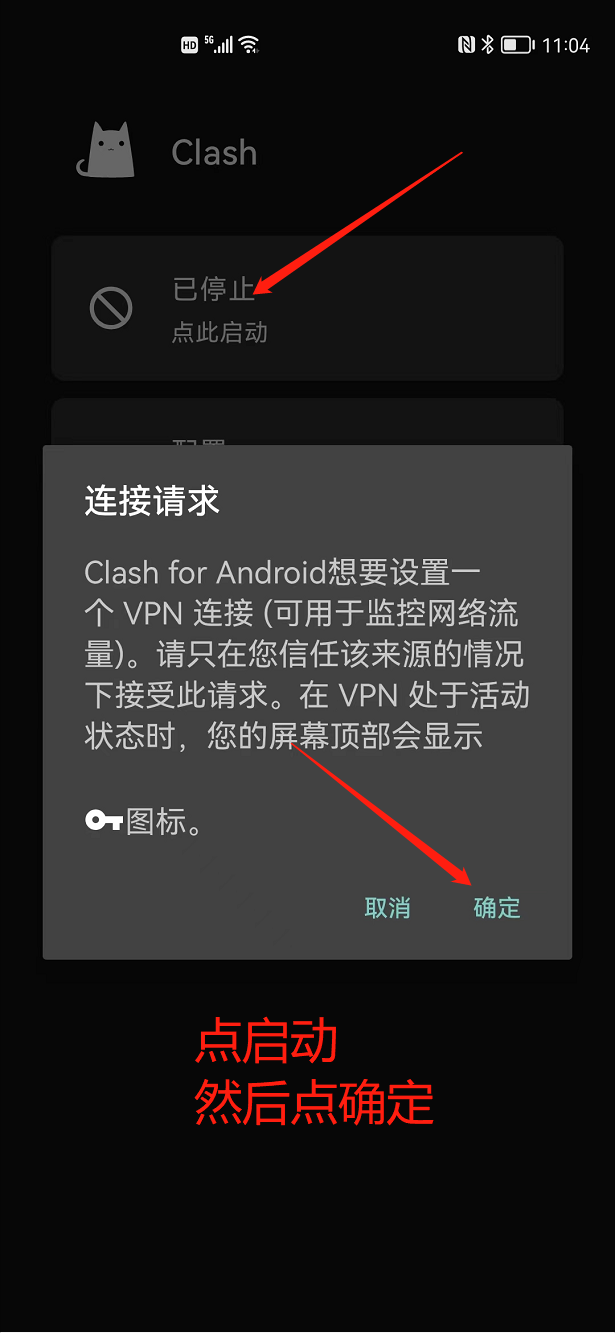 HD 5G 11:04
Clash
已停止
点此启动
配置
连接请求
Clash for Android想要设置一
个 VPN 连接 (可用于监控网络流
量)。请只在您信任该来源的情况
下接受此请求。在 VPN 处于活动
状态时，您的屏幕顶部会显示
图标。
取消 确定
点启动
然后点确定